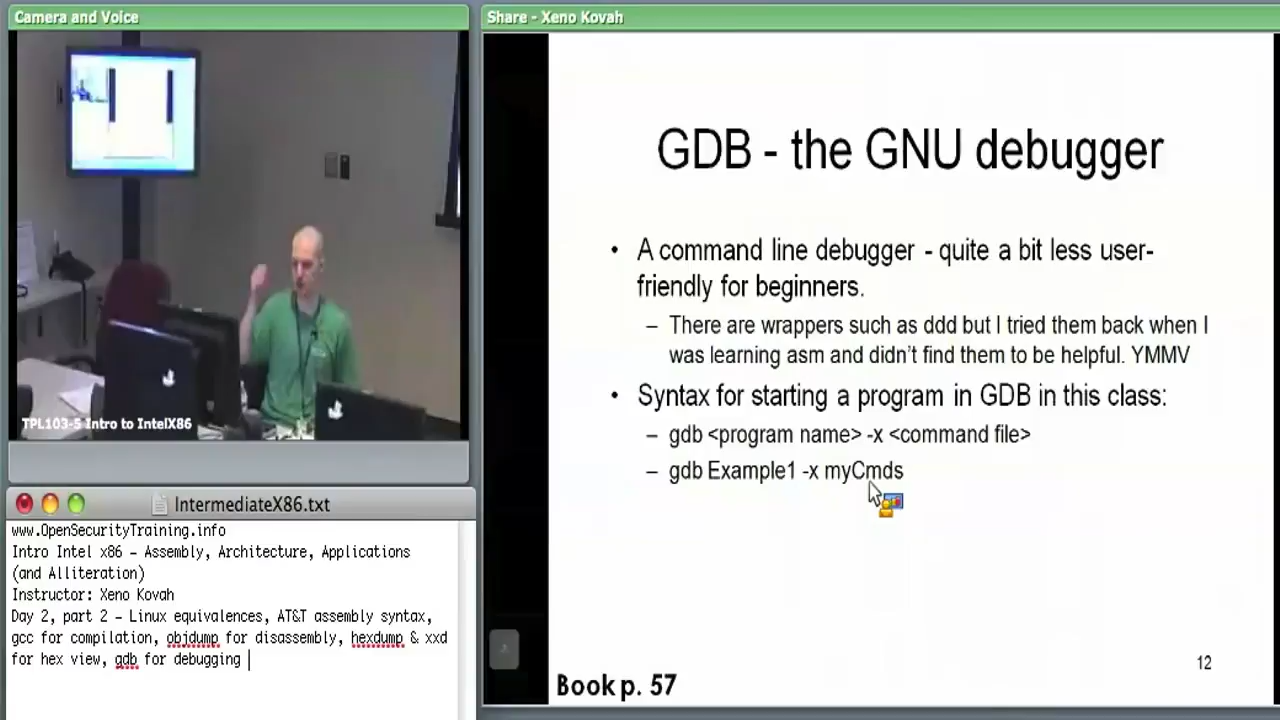 Camera and Voice
TPL103-5 Intro to IntelX86
IntermediateX86.txt
www.OpenSecurityTraining.info
Intro Intel x86 – Assembly, Architecture, Applications
(and Alliteration)
Instructor: Xeno Kovah
Day 2, part 2 – Linux equivalences, AT&T assembly syntax,
gcc for compilation, objdump for disassembly, hexdump & xxd
for hex view, gdb for debugging
Share - Xeno Kovah
GDB - the GNU debugger
• A command line debugger - quite a bit less user-
friendly for beginners.
– There are wrappers such as ddd but I tried them back when I
was learning asm and didn't find them to be helpful. YMMV
• Syntax for starting a program in GDB in this class:
– gdb <program name> -x <command file>
– gdb Example1 -x myCmds
12
Book p. 57